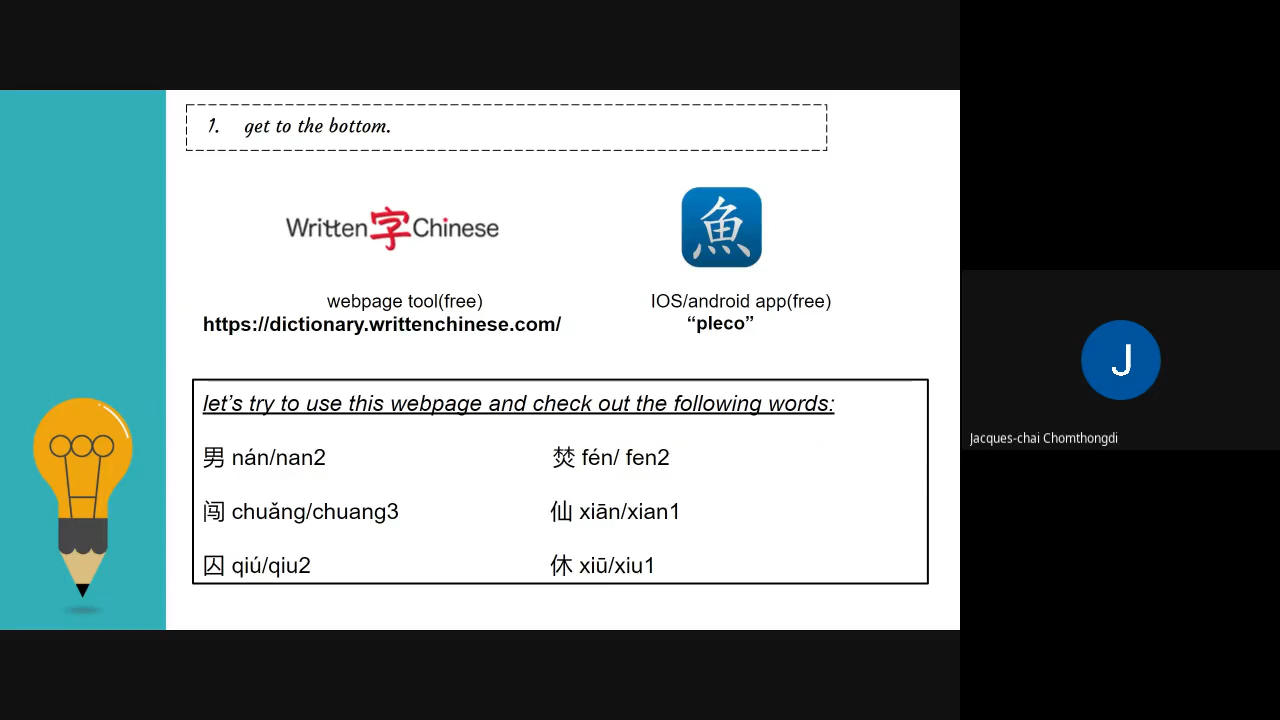 1. get to the bottom.
Written字Chinese
魚
webpage tool(free)
https://dictionary.writtenchinese.com/
IOS/android app(free)
“pleco”
let’s try to use this webpage and check out the following words:
男 nán/nan2
焚 fén/ fen2
闯 chuǎng/chuang3
仙 xiān/xian1
囚 qiú/qiu2
休 xiū/xiu1
J
Jacques-chai Chomthongdi